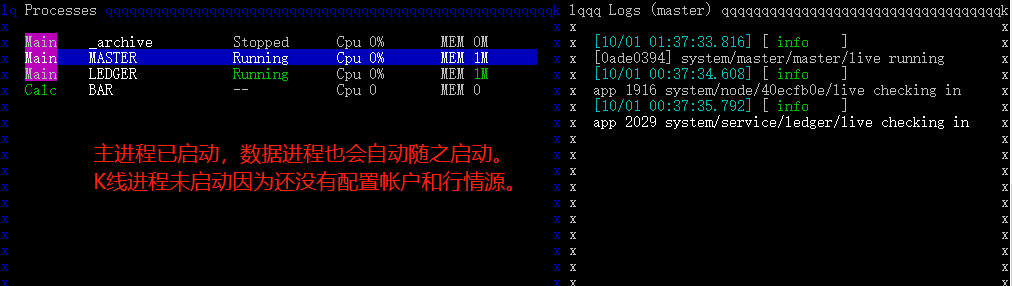 lq Processes qqqqqqqqqqqqqqqqqqqqqqqqqqqqqqqqqqqqqqqqqqqqqqqqqqqqqqqk
Main _archive Stopped Cpu 0% MEM 0M
Main MASTER Running Cpu 0% MEM 1M
Main LEDGER Running Cpu 0% MEM 1M
Calc BAR -- Cpu 0 MEM 0
主进程已启动，数据进程也会自动随之启动。
K线进程未启动因为还没有配置帐户和行情源。
lqqq Logs (master) qqqqqqqqqqqqqqqqqqqqqqqqqqqqqqqqqqk
[10/01 01:37:33.816] [ info ]
[0ade0394] system/master/master/live running
[10/01 00:37:34.608] [ info ]
app 1916 system/node/40ecfb0e/live checking in
[10/01 00:37:35.792] [ info ]
app 2029 system/service/ledger/live checking in